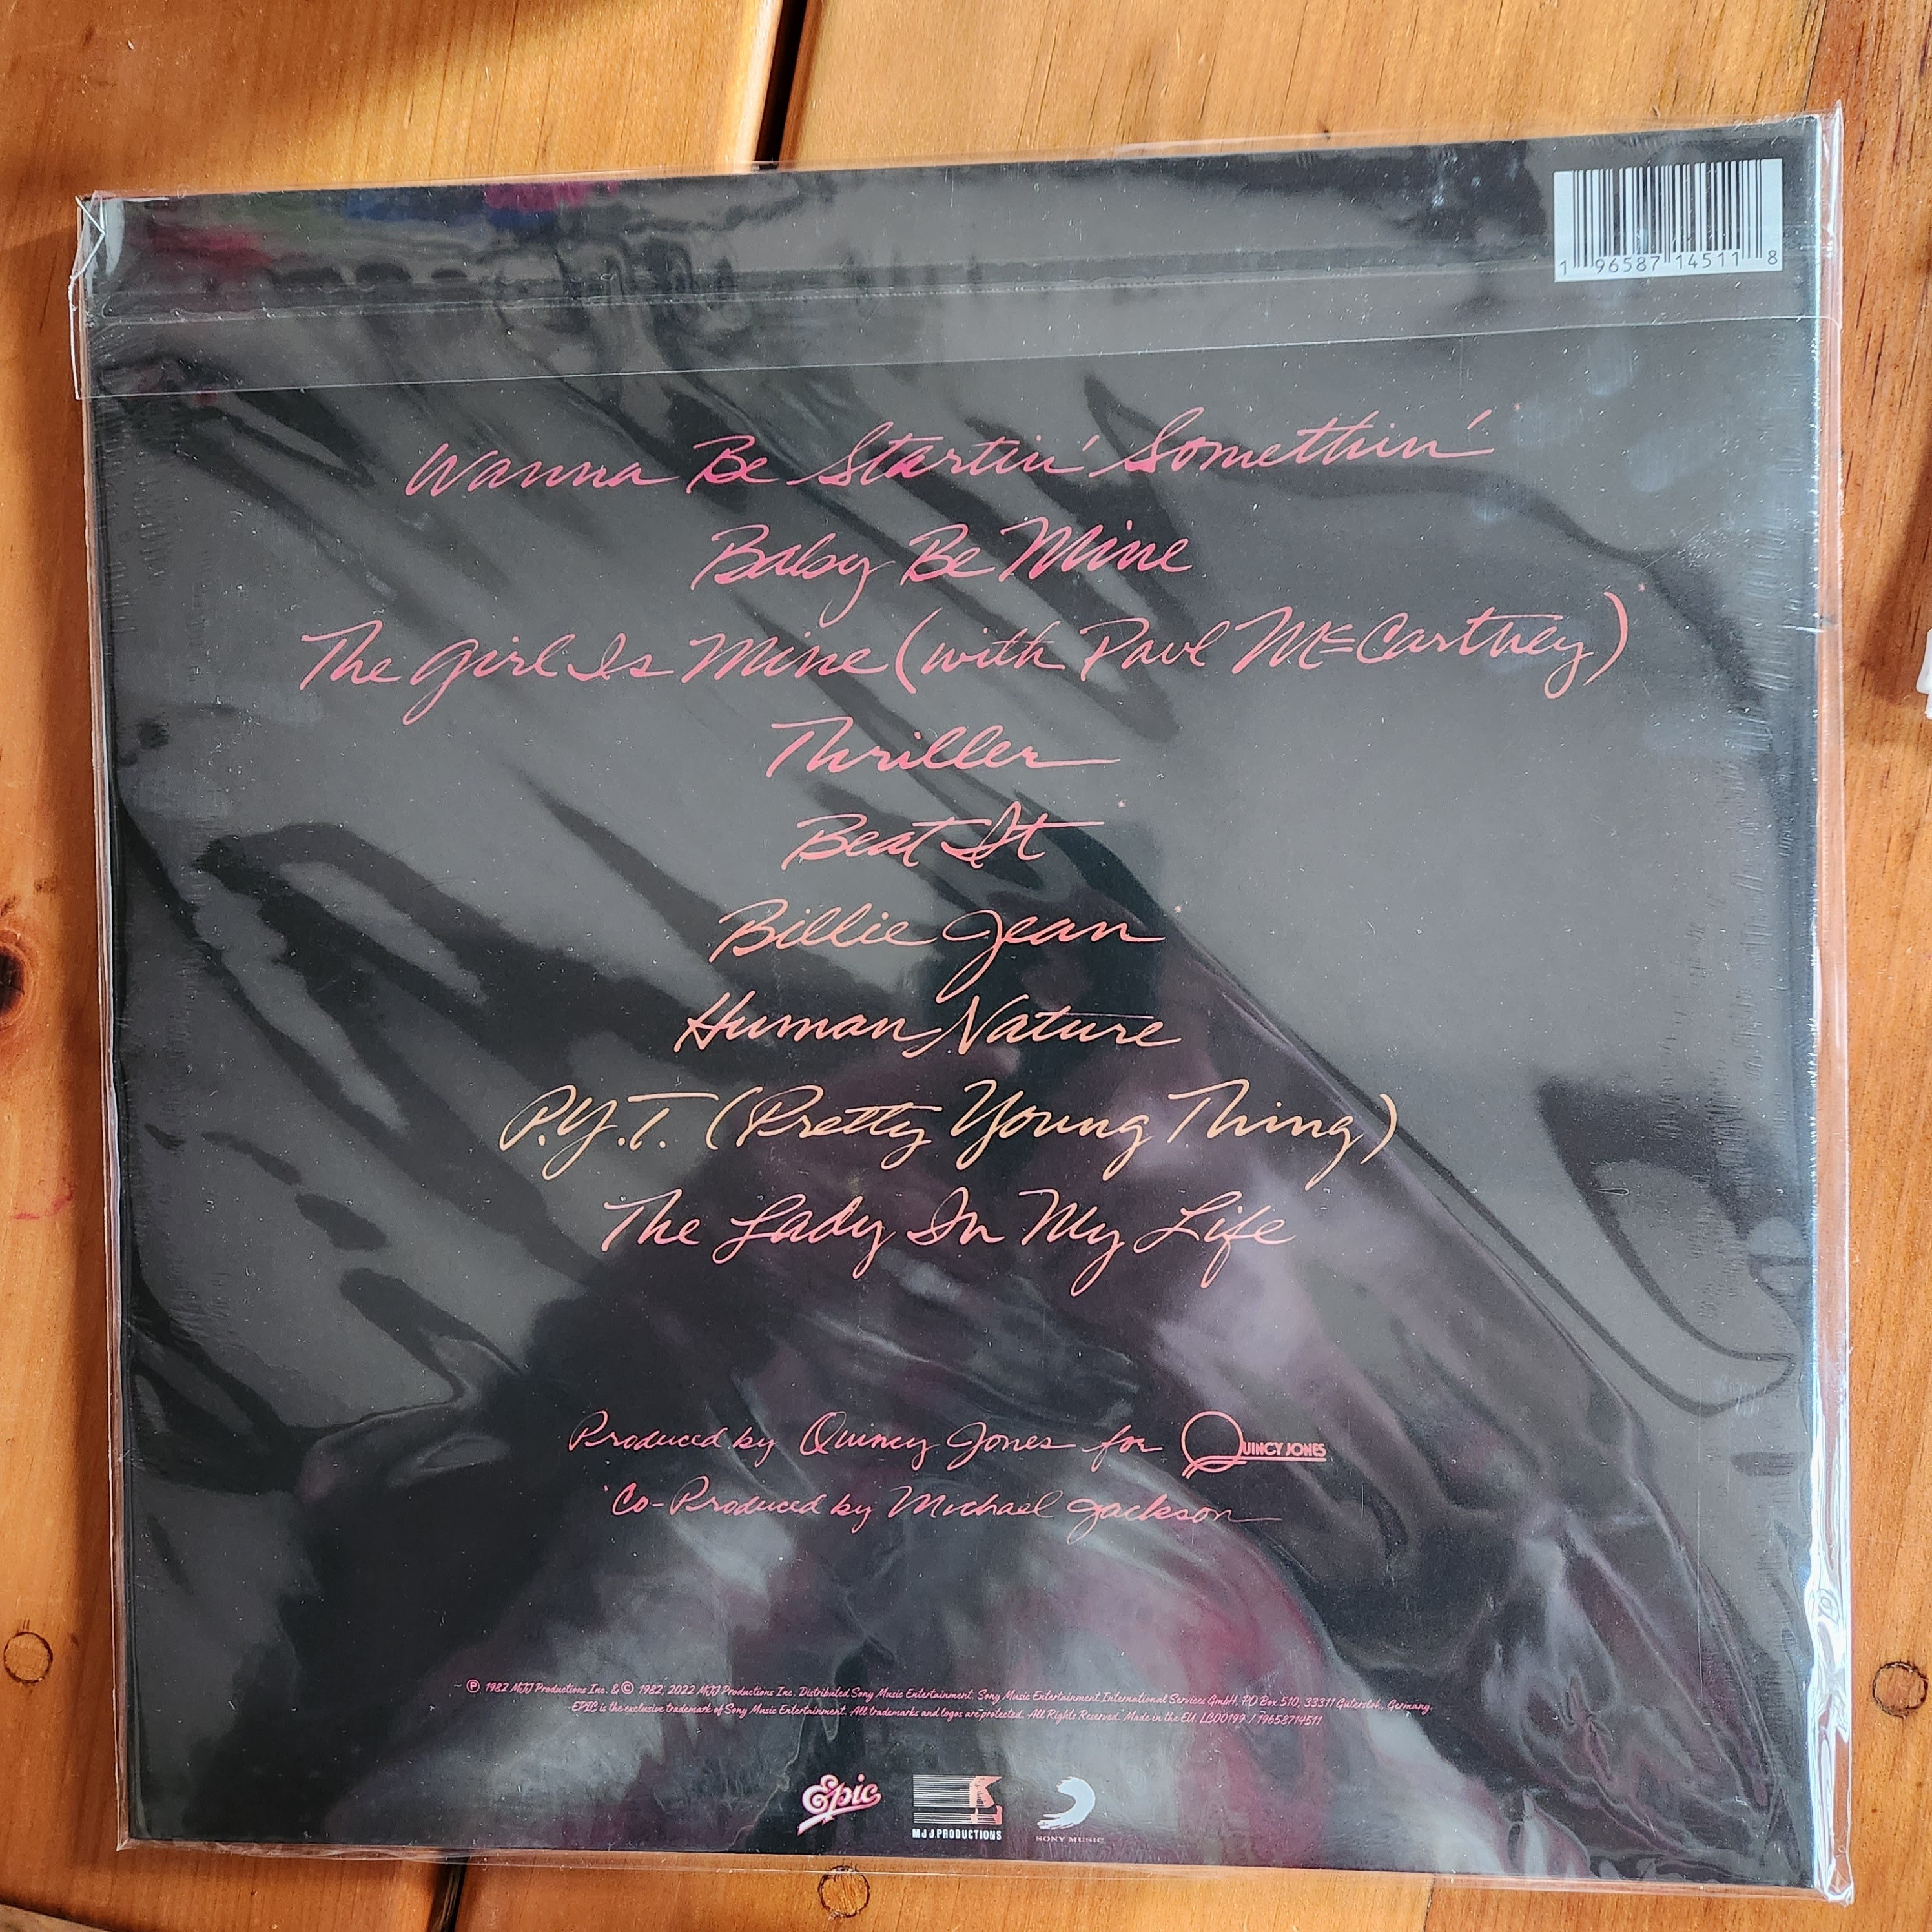 1 96587 14511 8
Wanna Be Startin' Somethin'
Baby Be Mine
The Girl Is Mine (with Paul McCartney)
Thriller
Beat It
Billie Jean
Human Nature
P.Y.T. (Pretty Young Thing)
The Lady In My Life
Produced by Quincy Jones for QUINCY JONES
Co-Produced by Michael Jackson
℗ 1982 MJJ Productions Inc. & © 1982, 2022 MJJ Productions Inc. Distributed Sony Music Entertainment. Sony Music Entertainment International Services GmbH, PO Box 510, 33311 Gütersloh, Germany.
EPIC is the exclusive trademark of Sony Music Entertainment. All trademarks and logos are protected. All Rights Reserved. Made in the EU. LC00199 / 19658714511
Epic
MJJ PRODUCTIONS
SONY MUSIC